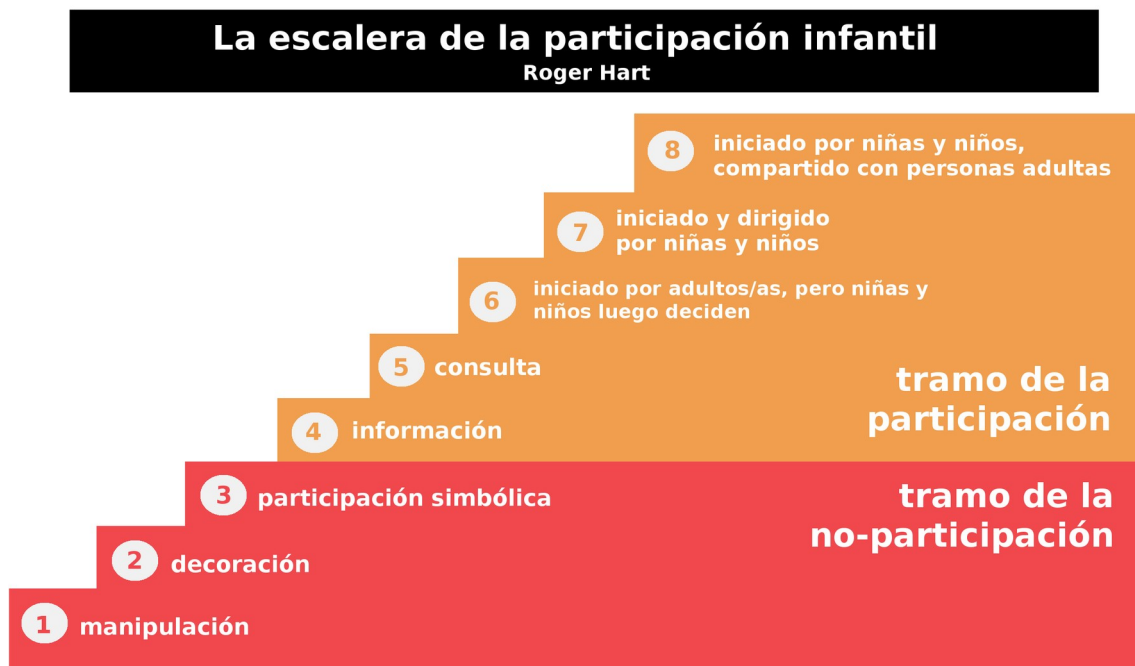 La escalera de la participación infantil
Roger Hart
8
iniciado por niñas y niños,
compartido con personas adultas
7
iniciado y dirigido
por niñas y niños
6
iniciado por adultos/as, pero niñas y
niños luego deciden
5 consulta
4 información
tramo de la
participación
3 participación simbólica
2 decoración
1 manipulación
tramo de la
no-participación